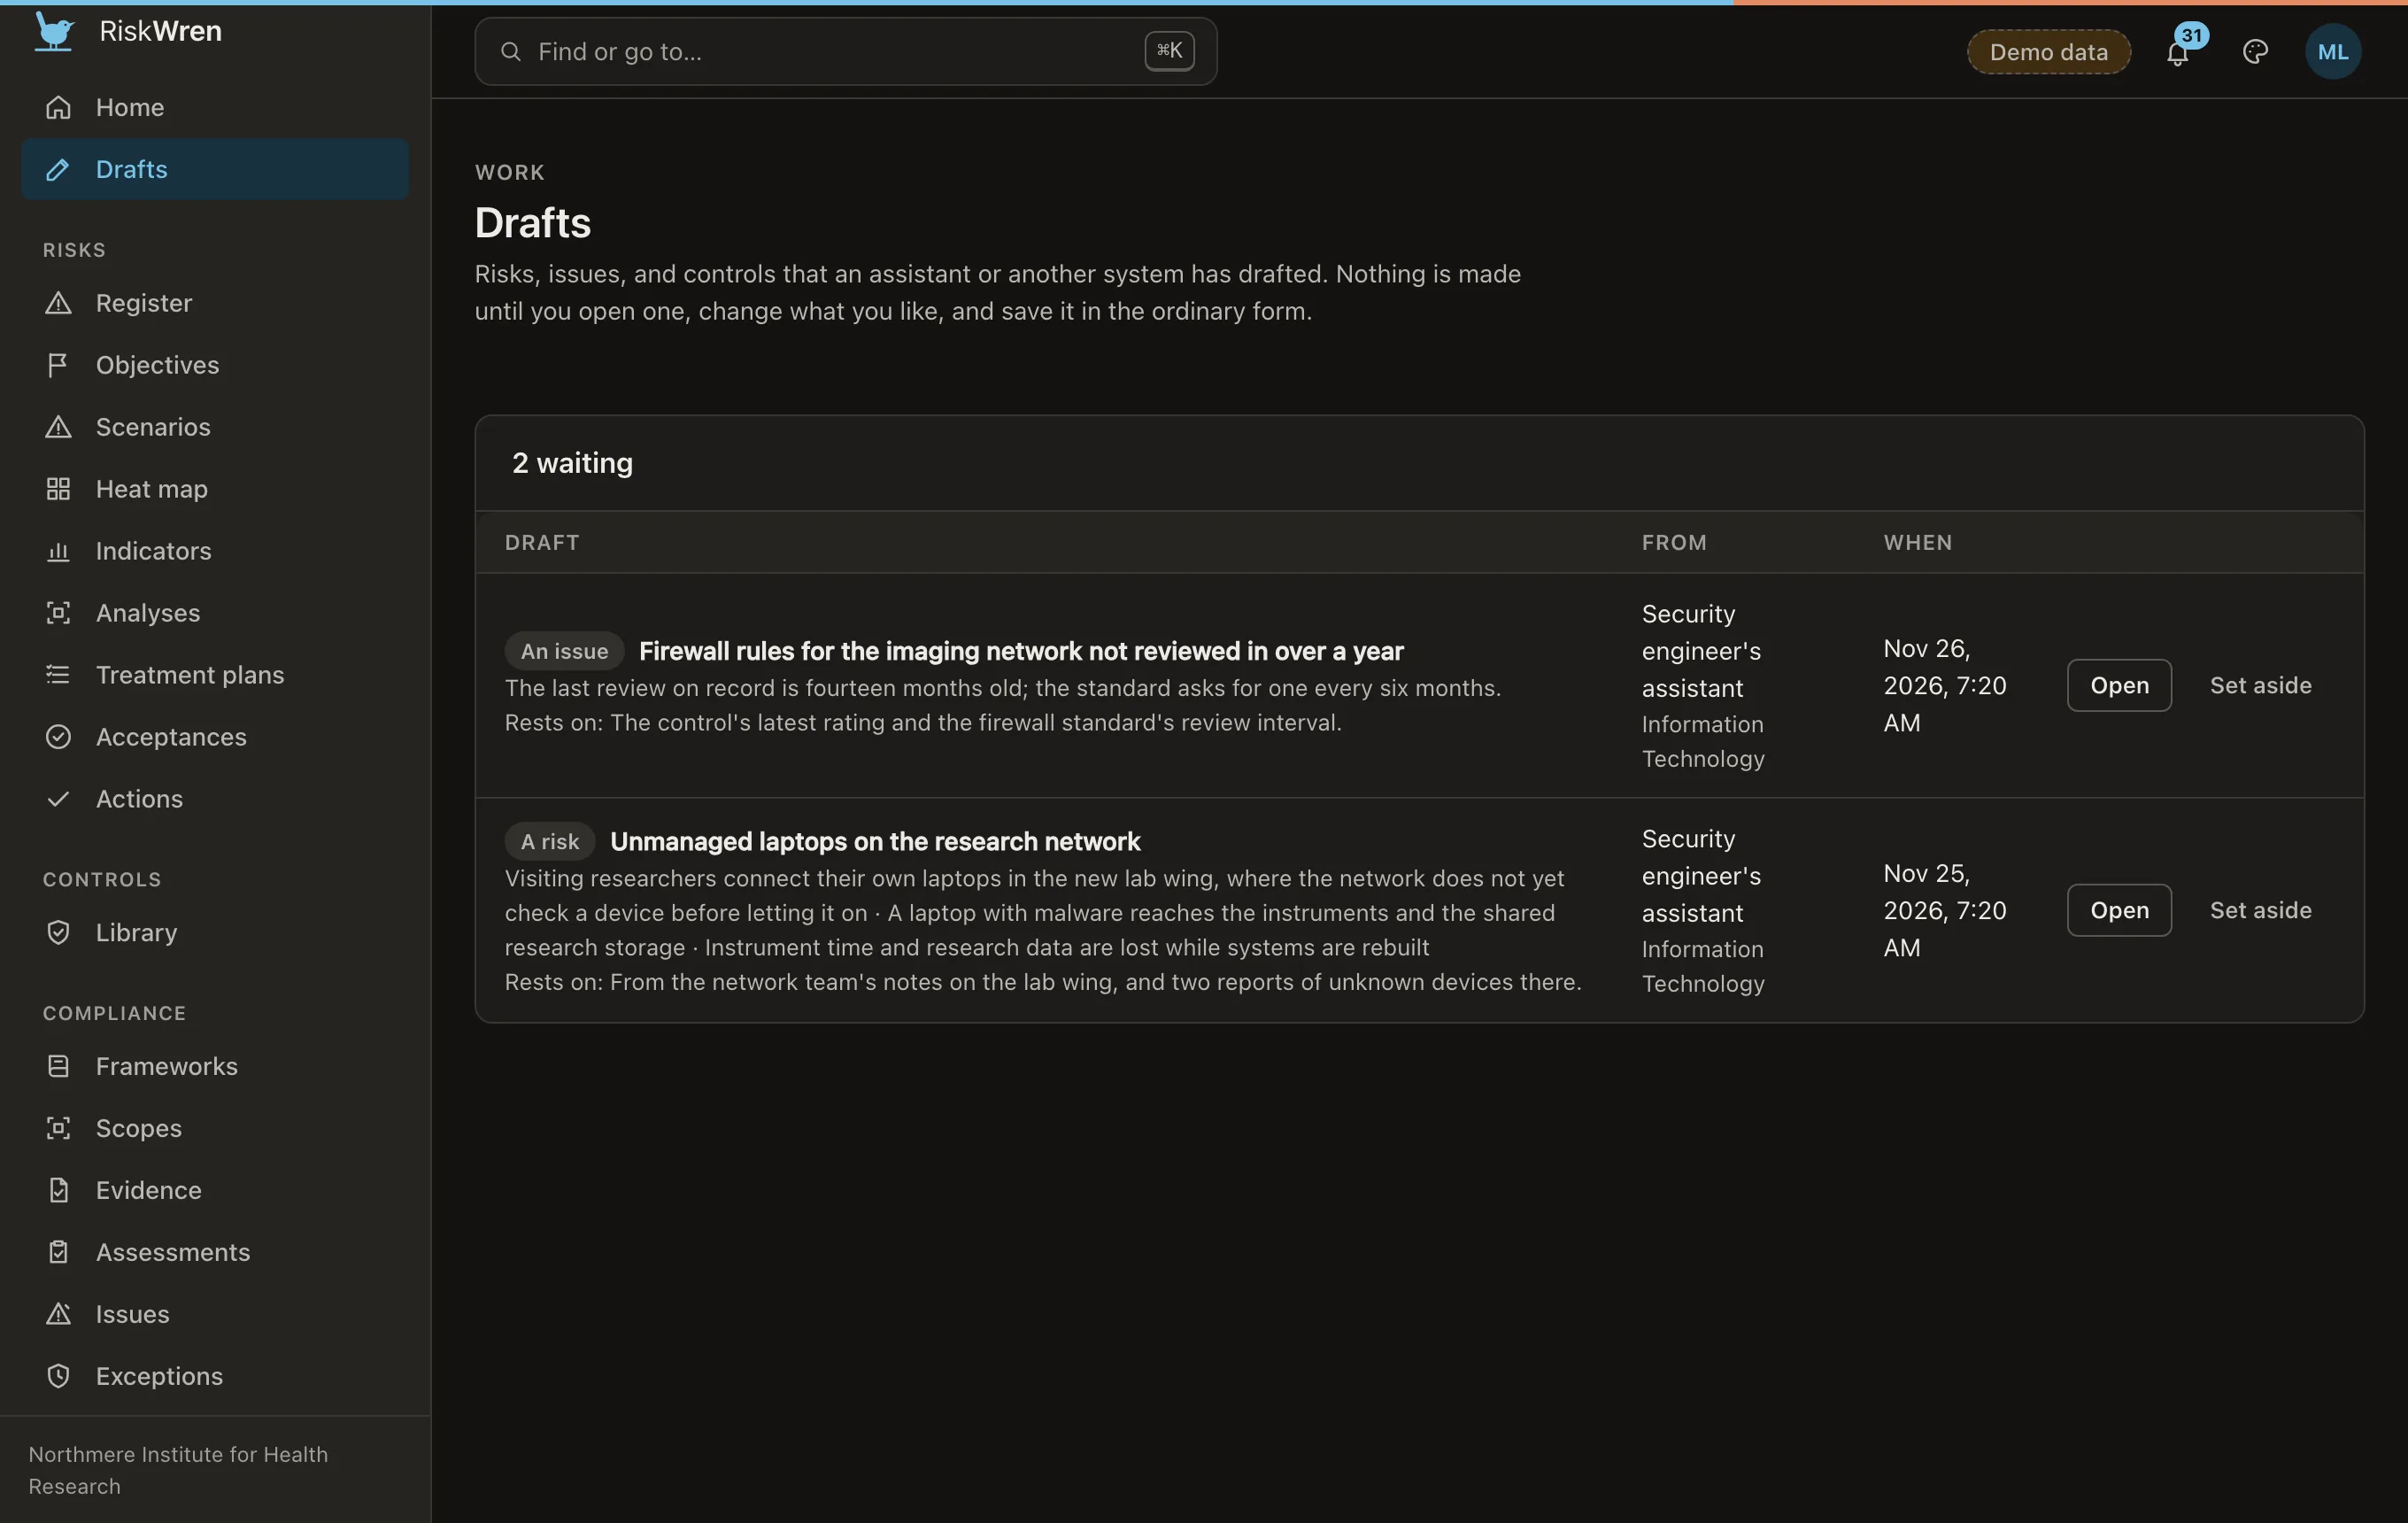 RiskWren
Find or go to...
⌘K
Demo data
31
ML
Home
Drafts
RISKS
Register
Objectives
Scenarios
Heat map
Indicators
Analyses
Treatment plans
Acceptances
Actions
CONTROLS
Library
COMPLIANCE
Frameworks
Scopes
Evidence
Assessments
Issues
Exceptions
Northmere Institute for Health
Research
WORK
Drafts
Risks, issues, and controls that an assistant or another system has drafted. Nothing is made
until you open one, change what you like, and save it in the ordinary form.
2 waiting
DRAFT
FROM
WHEN
An issue
Firewall rules for the imaging network not reviewed in over a year
The last review on record is fourteen months old; the standard asks for one every six months.
Rests on: The control's latest rating and the firewall standard's review interval.
Security
engineer's
assistant
Information
Technology
Nov 26,
2026, 7:20
AM
Open
Set aside
A risk
Unmanaged laptops on the research network
Visiting researchers connect their own laptops in the new lab wing, where the network does not yet
check a device before letting it on · A laptop with malware reaches the instruments and the shared
research storage · Instrument time and research data are lost while systems are rebuilt
Rests on: From the network team's notes on the lab wing, and two reports of unknown devices there.
Security
engineer's
assistant
Information
Technology
Nov 25,
2026, 7:20
AM
Open
Set aside